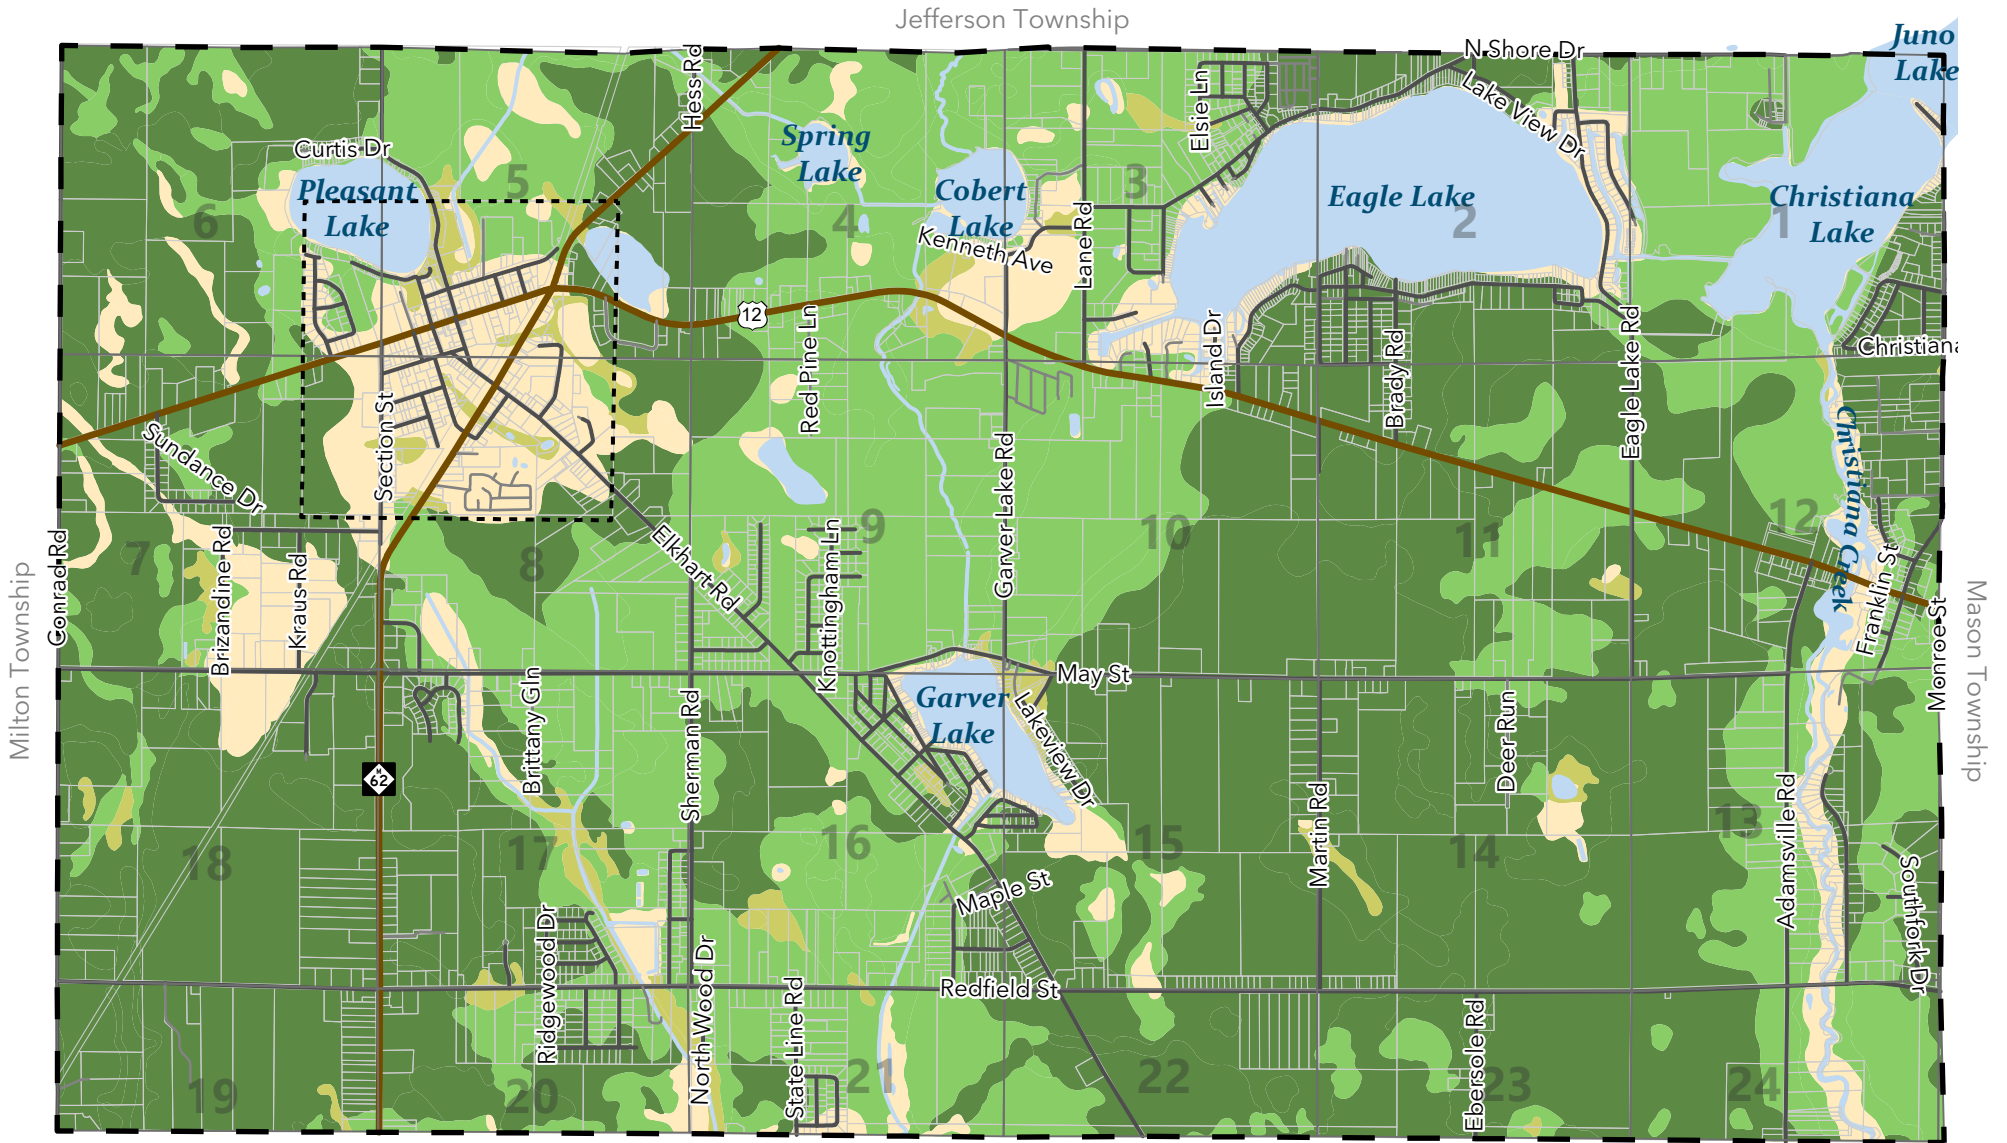 Jefferson Township
Juno
Lake
N Shore Dr
Hess Rd
Elsie Ln
Lake View Dr
Curtis Dr
Spring
Lake
Pleasant
Lake
Cobert
Lake
Eagle Lake
Christiana
Lake
6
5
4
3
2
1
Kenneth Ave
Lane Rd
12
Red Pine Ln
Island Dr
Brady Rd
Eagle Lake Rd
Christiana
Section St
Sundance Dr
Garver Lake Rd
Christiana Creek
7
8
9
10
11
12
Conrad Rd
Brizandine Rd
Kraus Rd
Elkhart Rd
Knottingham Ln
Franklin St
Monroe St
Milton Township
Mason Township
May St
Garver
Lake
Lakeview Dr
Brittany Gln
Sherman Rd
Deer Run
M
62
Martin Rd
Adamsville Rd
18
17
16
15
14
13
Maple St
Southfork Dr
Ridgewood Dr
North Wood Dr
State Line Rd
Redfield St
Ebersole Rd
19
20
21
22
23
24